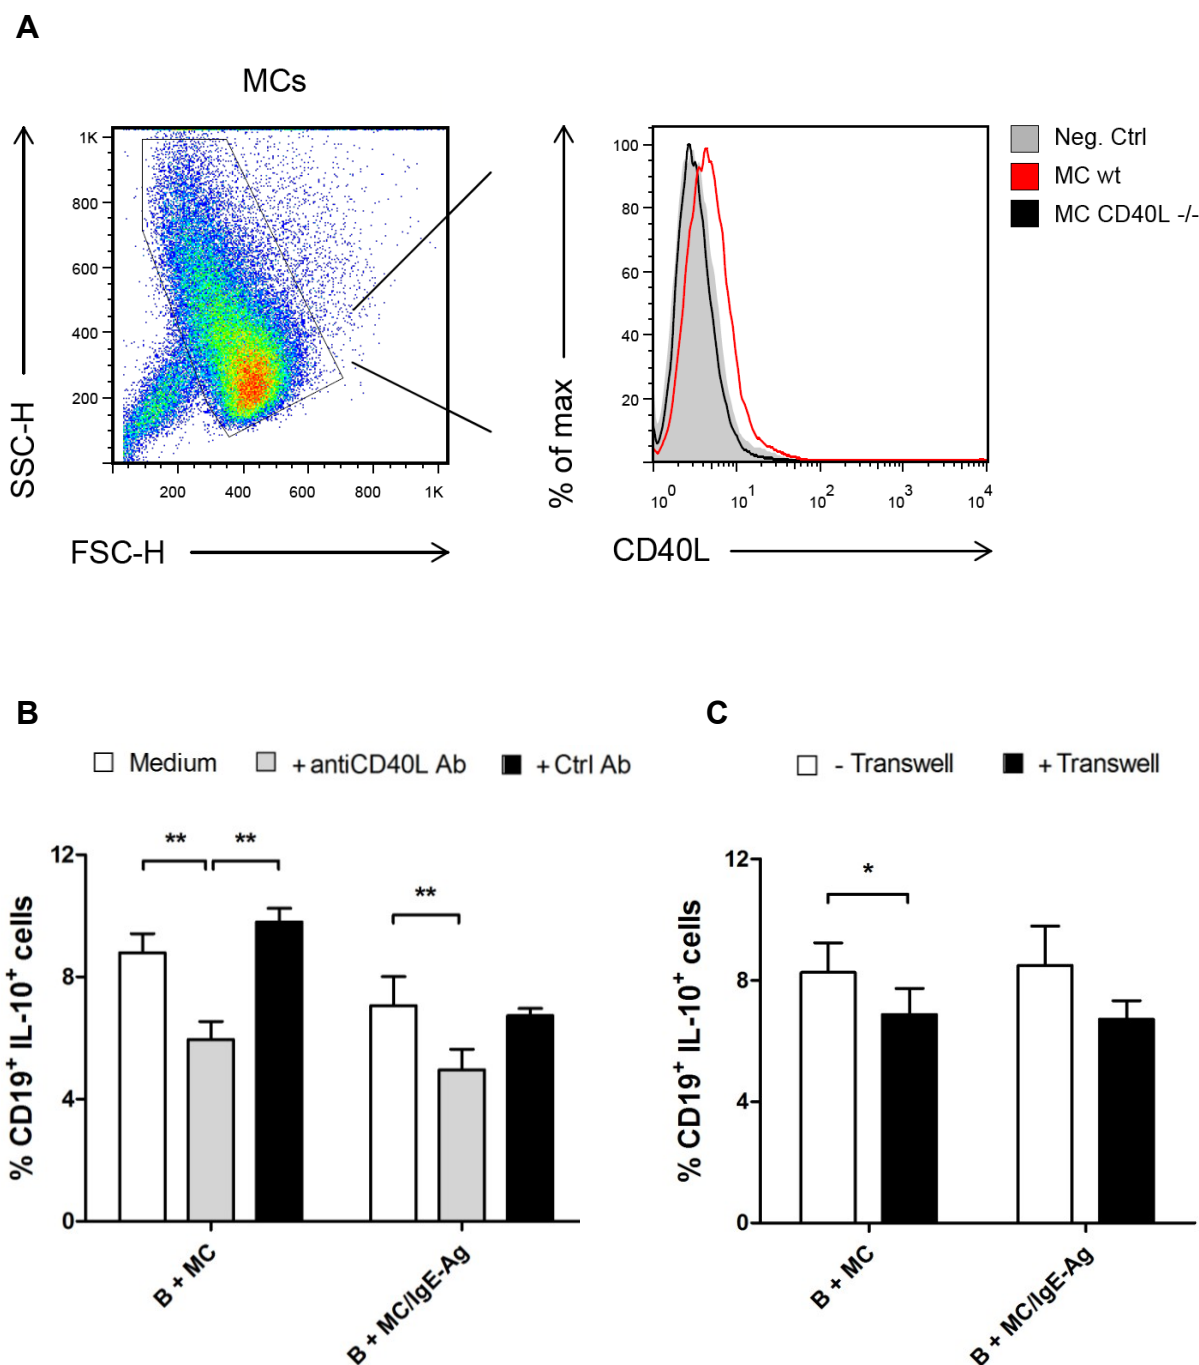 A
MCs
SSC-H
1K
800
600
400
200
200 400 600 800 1K
FSC-H
% of max
100
80
60
40
20
10⁰ 10¹ 10² 10³ 10⁴
CD40L
Neg. Ctrl
MC wt
MC CD40L -/-
B
Medium + antiCD40L Ab + Ctrl Ab
% CD19⁺ IL-10⁺ cells
12
8
4
0
** **
**
B + MC
B + MC/IgE-Ag
C
- Transwell + Transwell
% CD19⁺ IL-10⁺ cells
12
8
4
0
*
B + MC
B + MC/IgE-Ag